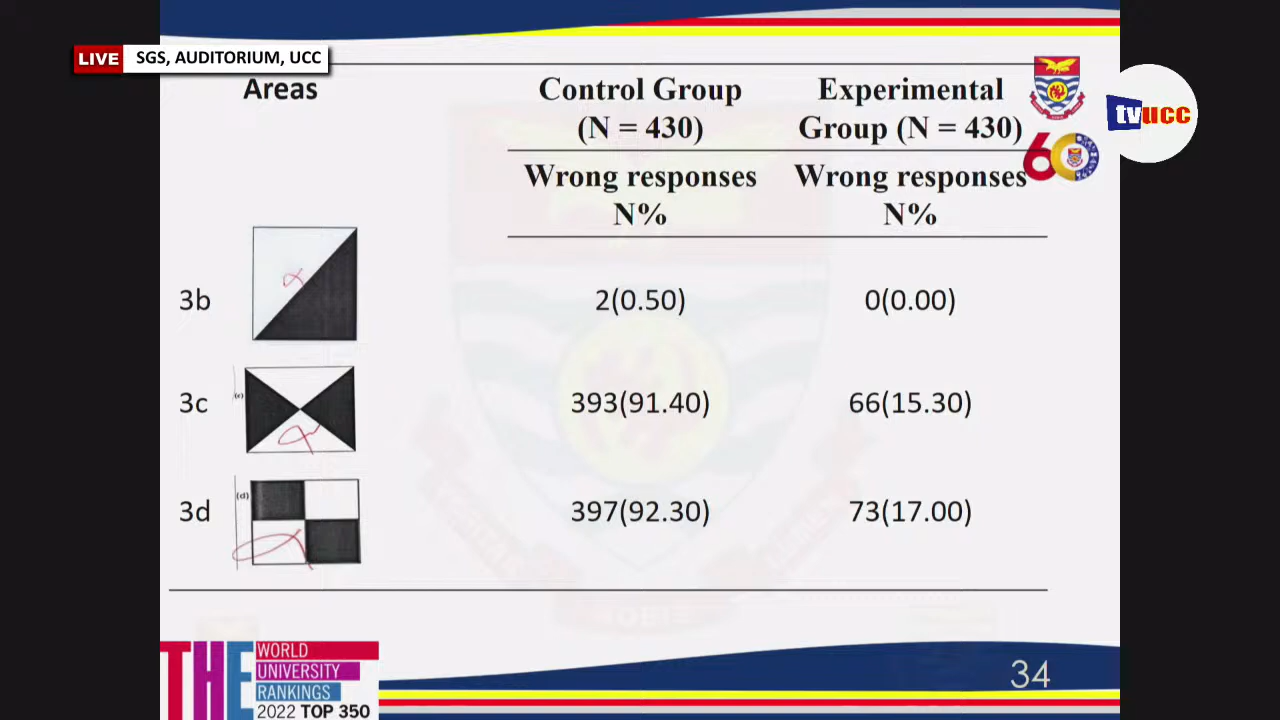 LIVE SGS, AUDITORIUM, UCC
tvucc
60
Areas Control Group Experimental
(N = 430) Group (N = 430)
Wrong responses Wrong responses
N% N%
3b 2(0.50) 0(0.00)
3c (c) 393(91.40) 66(15.30)
3d (d) 397(92.30) 73(17.00)
THE WORLD
UNIVERSITY
RANKINGS
2022 TOP 350
34